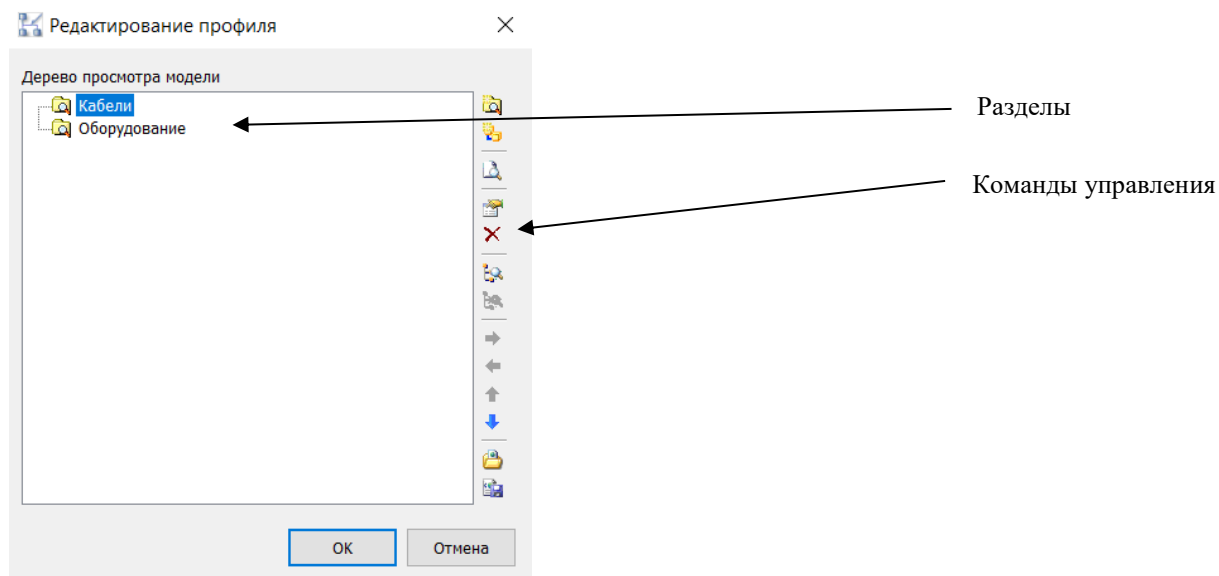 Редактирование профиля
Дерево просмотра модели
Кабели
Оборудование
Разделы
Команды управления
ОК
Отмена